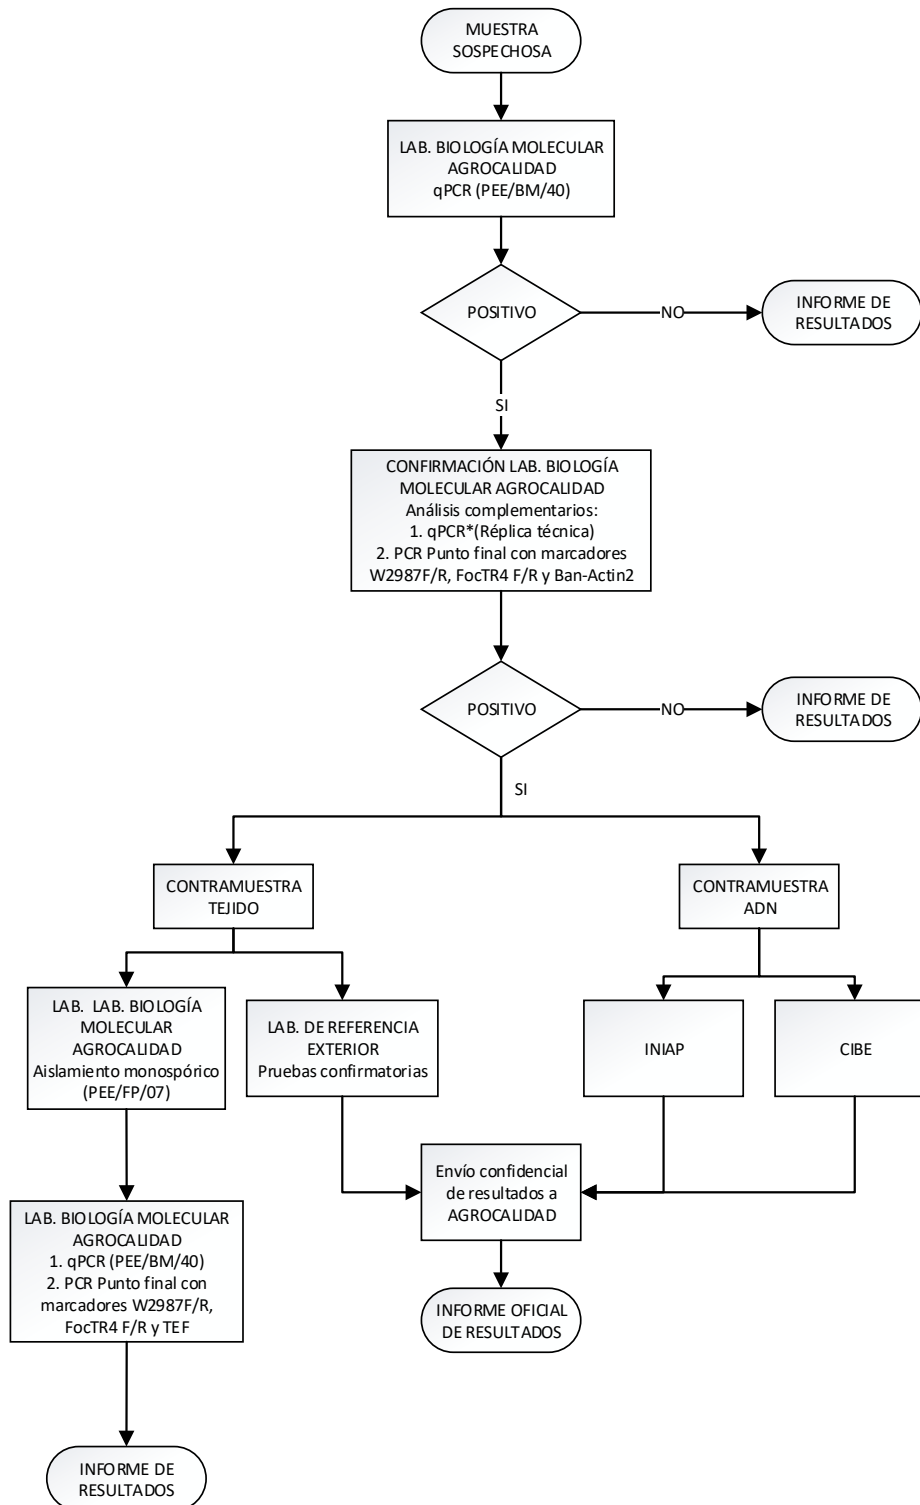 MUESTRA
SOSPECHOSA
LAB. BIOLOGÍA MOLECULAR
AGROCALIDAD
qPCR (PEE/BM/40)
POSITIVO
NO
INFORME DE
RESULTADOS
SI
CONFIRMACIÓN LAB. BIOLOGÍA
MOLECULAR AGROCALIDAD
Análisis complementarios:
1. qPCR*(Réplica técnica)
2. PCR Punto final con marcadores
W2987F/R, FocTR4 F/R y Ban-Actin2
POSITIVO
NO
INFORME DE
RESULTADOS
SI
CONTRAMUESTRA
TEJIDO
CONTRAMUESTRA
ADN
LAB. LAB. BIOLOGÍA
MOLECULAR
AGROCALIDAD
Aislamiento monospórico
(PEE/FP/07)
LAB. DE REFERENCIA
EXTERIOR
Pruebas confirmatorias
INIAP
CIBE
Envío confidencial
de resultados a
AGROCALIDAD
LAB. BIOLOGÍA MOLECULAR
AGROCALIDAD
1. qPCR (PEE/BM/40)
2. PCR Punto final con
marcadores W2987F/R,
FocTR4 F/R y TEF
INFORME OFICIAL
DE RESULTADOS
INFORME DE
RESULTADOS